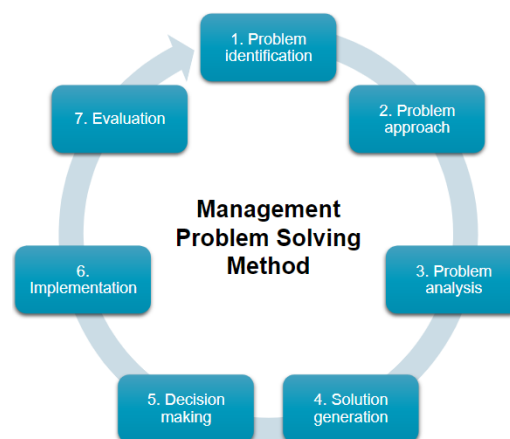 1. Problem
identification
2. Problem
approach
3. Problem
analysis
4. Solution
generation
5. Decision
making
6.
Implementation
7. Evaluation
Management
Problem Solving
Method